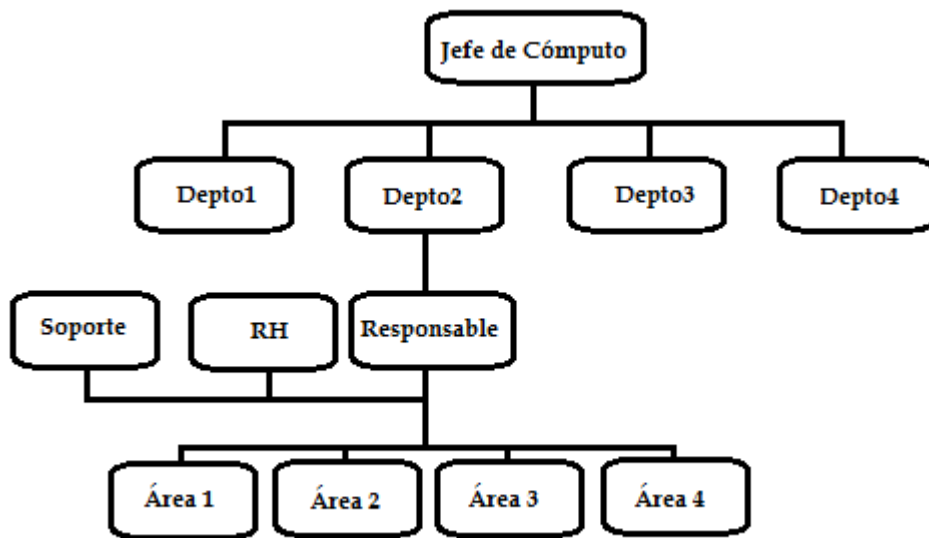 Jefe de Cómputo
Depto1
Depto2
Depto3
Depto4
Soporte
RH
Responsable
Área 1
Área 2
Área 3
Área 4